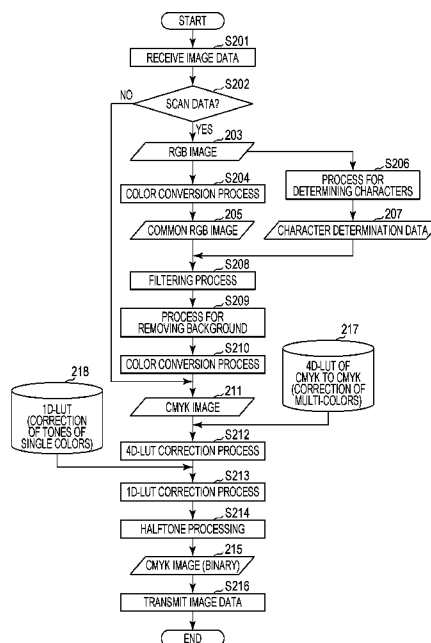 START
S201
RECEIVE IMAGE DATA
S202
NO
SCAN DATA?
YES
203
RGB IMAGE
S204
S206
COLOR CONVERSION PROCESS
PROCESS FOR
DETERMINING CHARACTERS
205
207
COMMON RGB IMAGE
CHARACTER DETERMINATION DATA
S208
FILTERING PROCESS
S209
PROCESS FOR
REMOVING BACKGROUND
S210
COLOR CONVERSION PROCESS
217
4D-LUT OF
CMYK TO CMYK
(CORRECTION OF
MULTI-COLORS)
218
1D-LUT
(CORRECTION
OF TONES OF
SINGLE COLORS)
211
CMYK IMAGE
S212
4D-LUT CORRECTION PROCESS
S213
1D-LUT CORRECTION PROCESS
S214
HALFTONE PROCESSING
215
CMYK IMAGE (BINARY)
S216
TRANSMIT IMAGE DATA
END